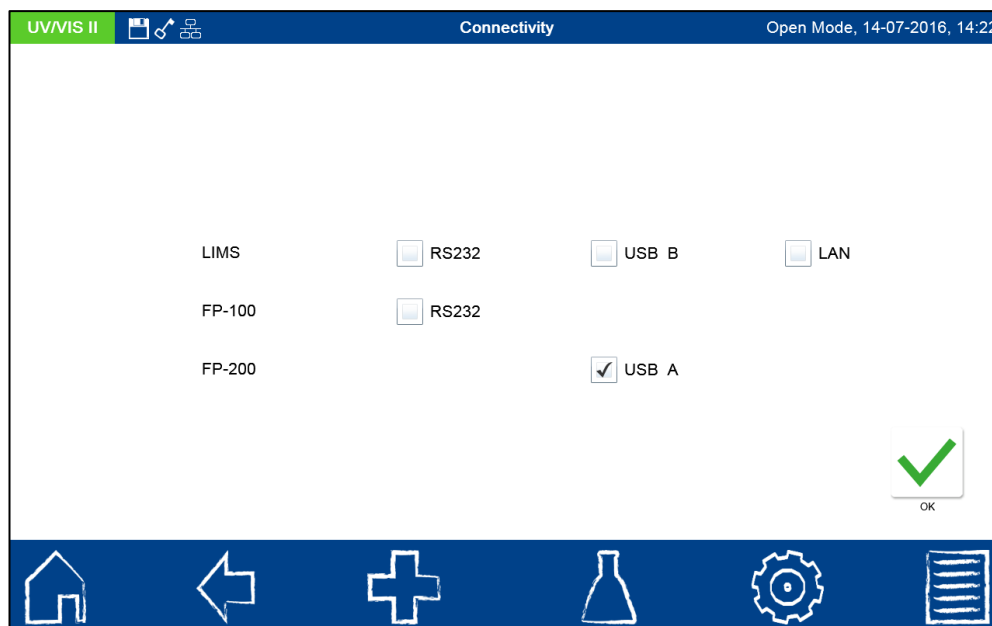 UV/VIS II Connectivity Open Mode, 14-07-2016, 14:22
LIMS RS232 USB B LAN
FP-100 RS232
FP-200 USB A
OK